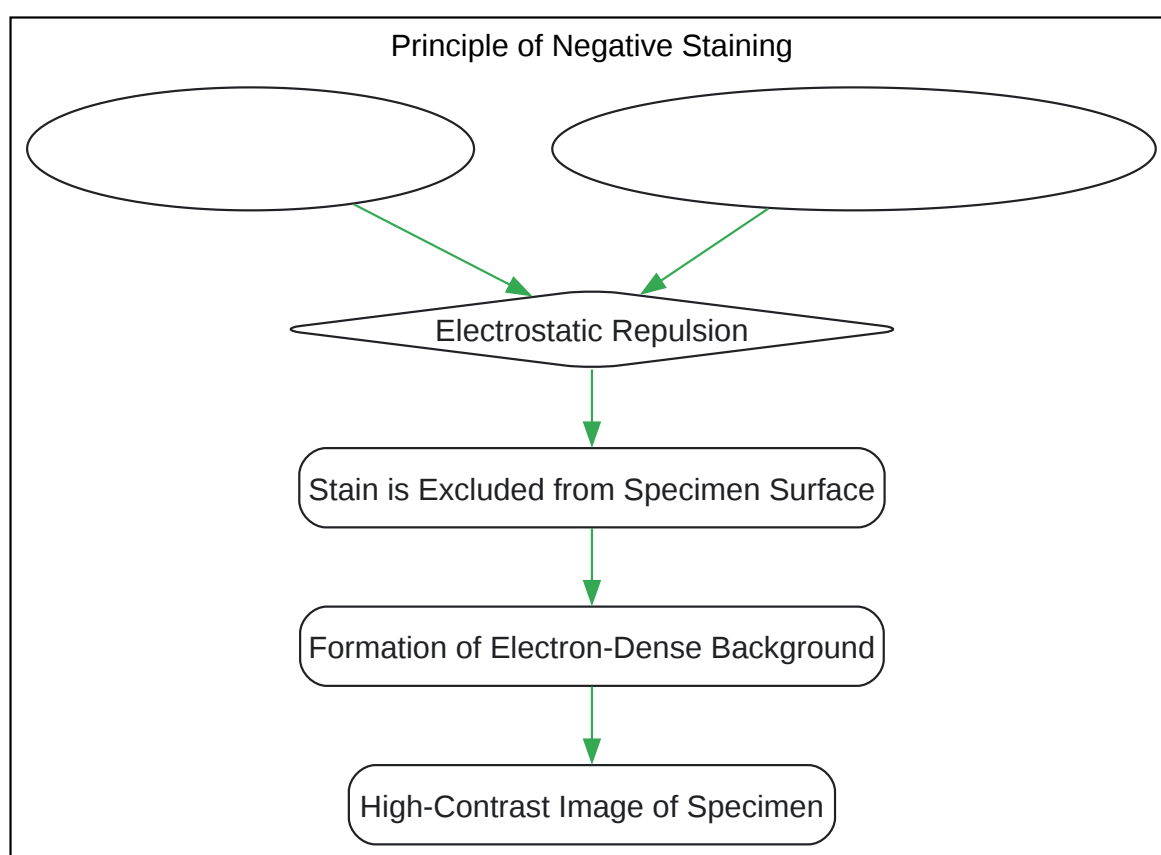 Principle of Negative Staining
Electrostatic Repulsion
Stain is Excluded from Specimen Surface
Formation of Electron-Dense Background
High-Contrast Image of Specimen